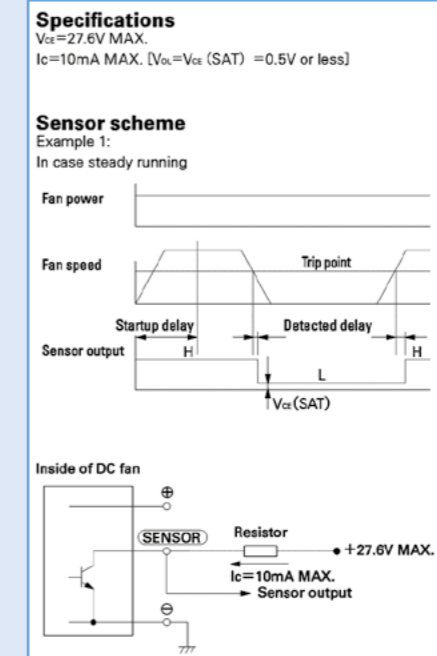 Specifications
VCE=27.6V MAX.
Ic=10mA MAX. [VOL=VCE (SAT) =0.5V or less]
Sensor scheme
Example 1:
In case steady running
Fan power
Fan speed
Trip point
Startup delay
Detected delay
Sensor output
H
H
L
VCE(SAT)
Inside of DC fan
⊕
SENSOR
Resistor
+27.6V MAX.
Ic=10mA MAX.
Sensor output
⊖